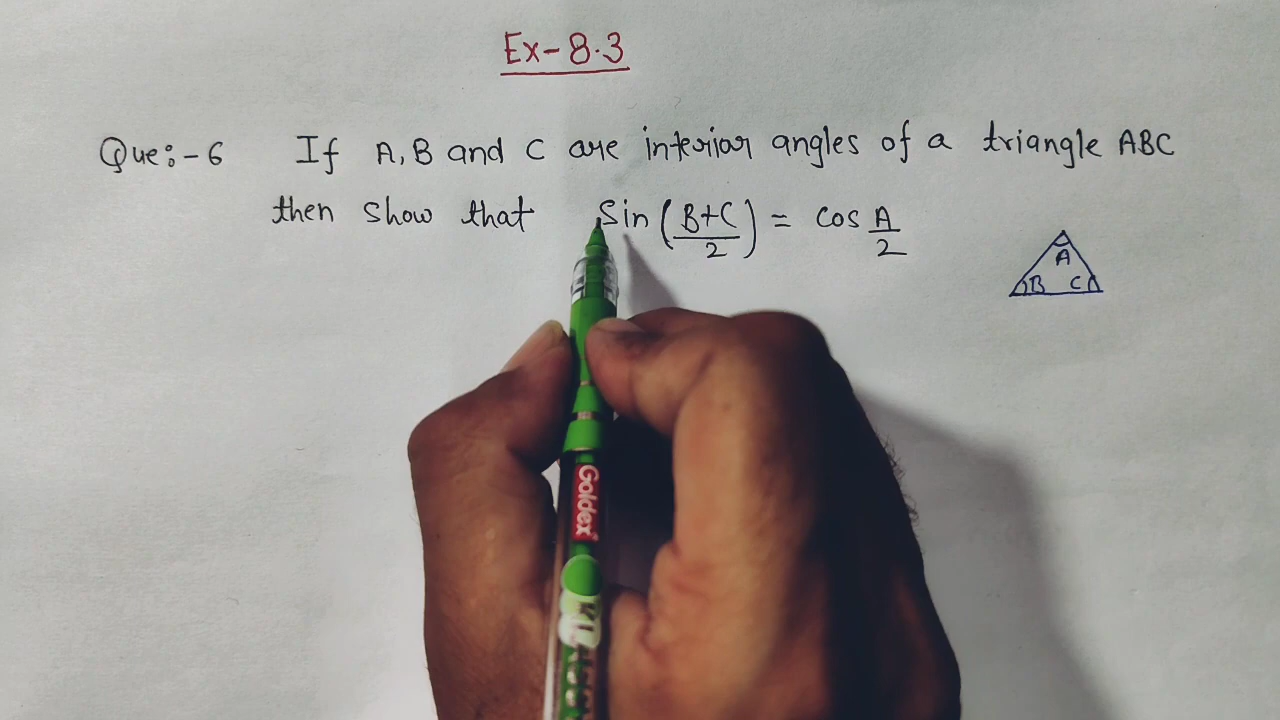 Ex-8.3
Que:-6 If A, B and C are interior angles of a triangle ABC
then show that Sin (B+C/2) = cos A/2
A
B C
Goldex